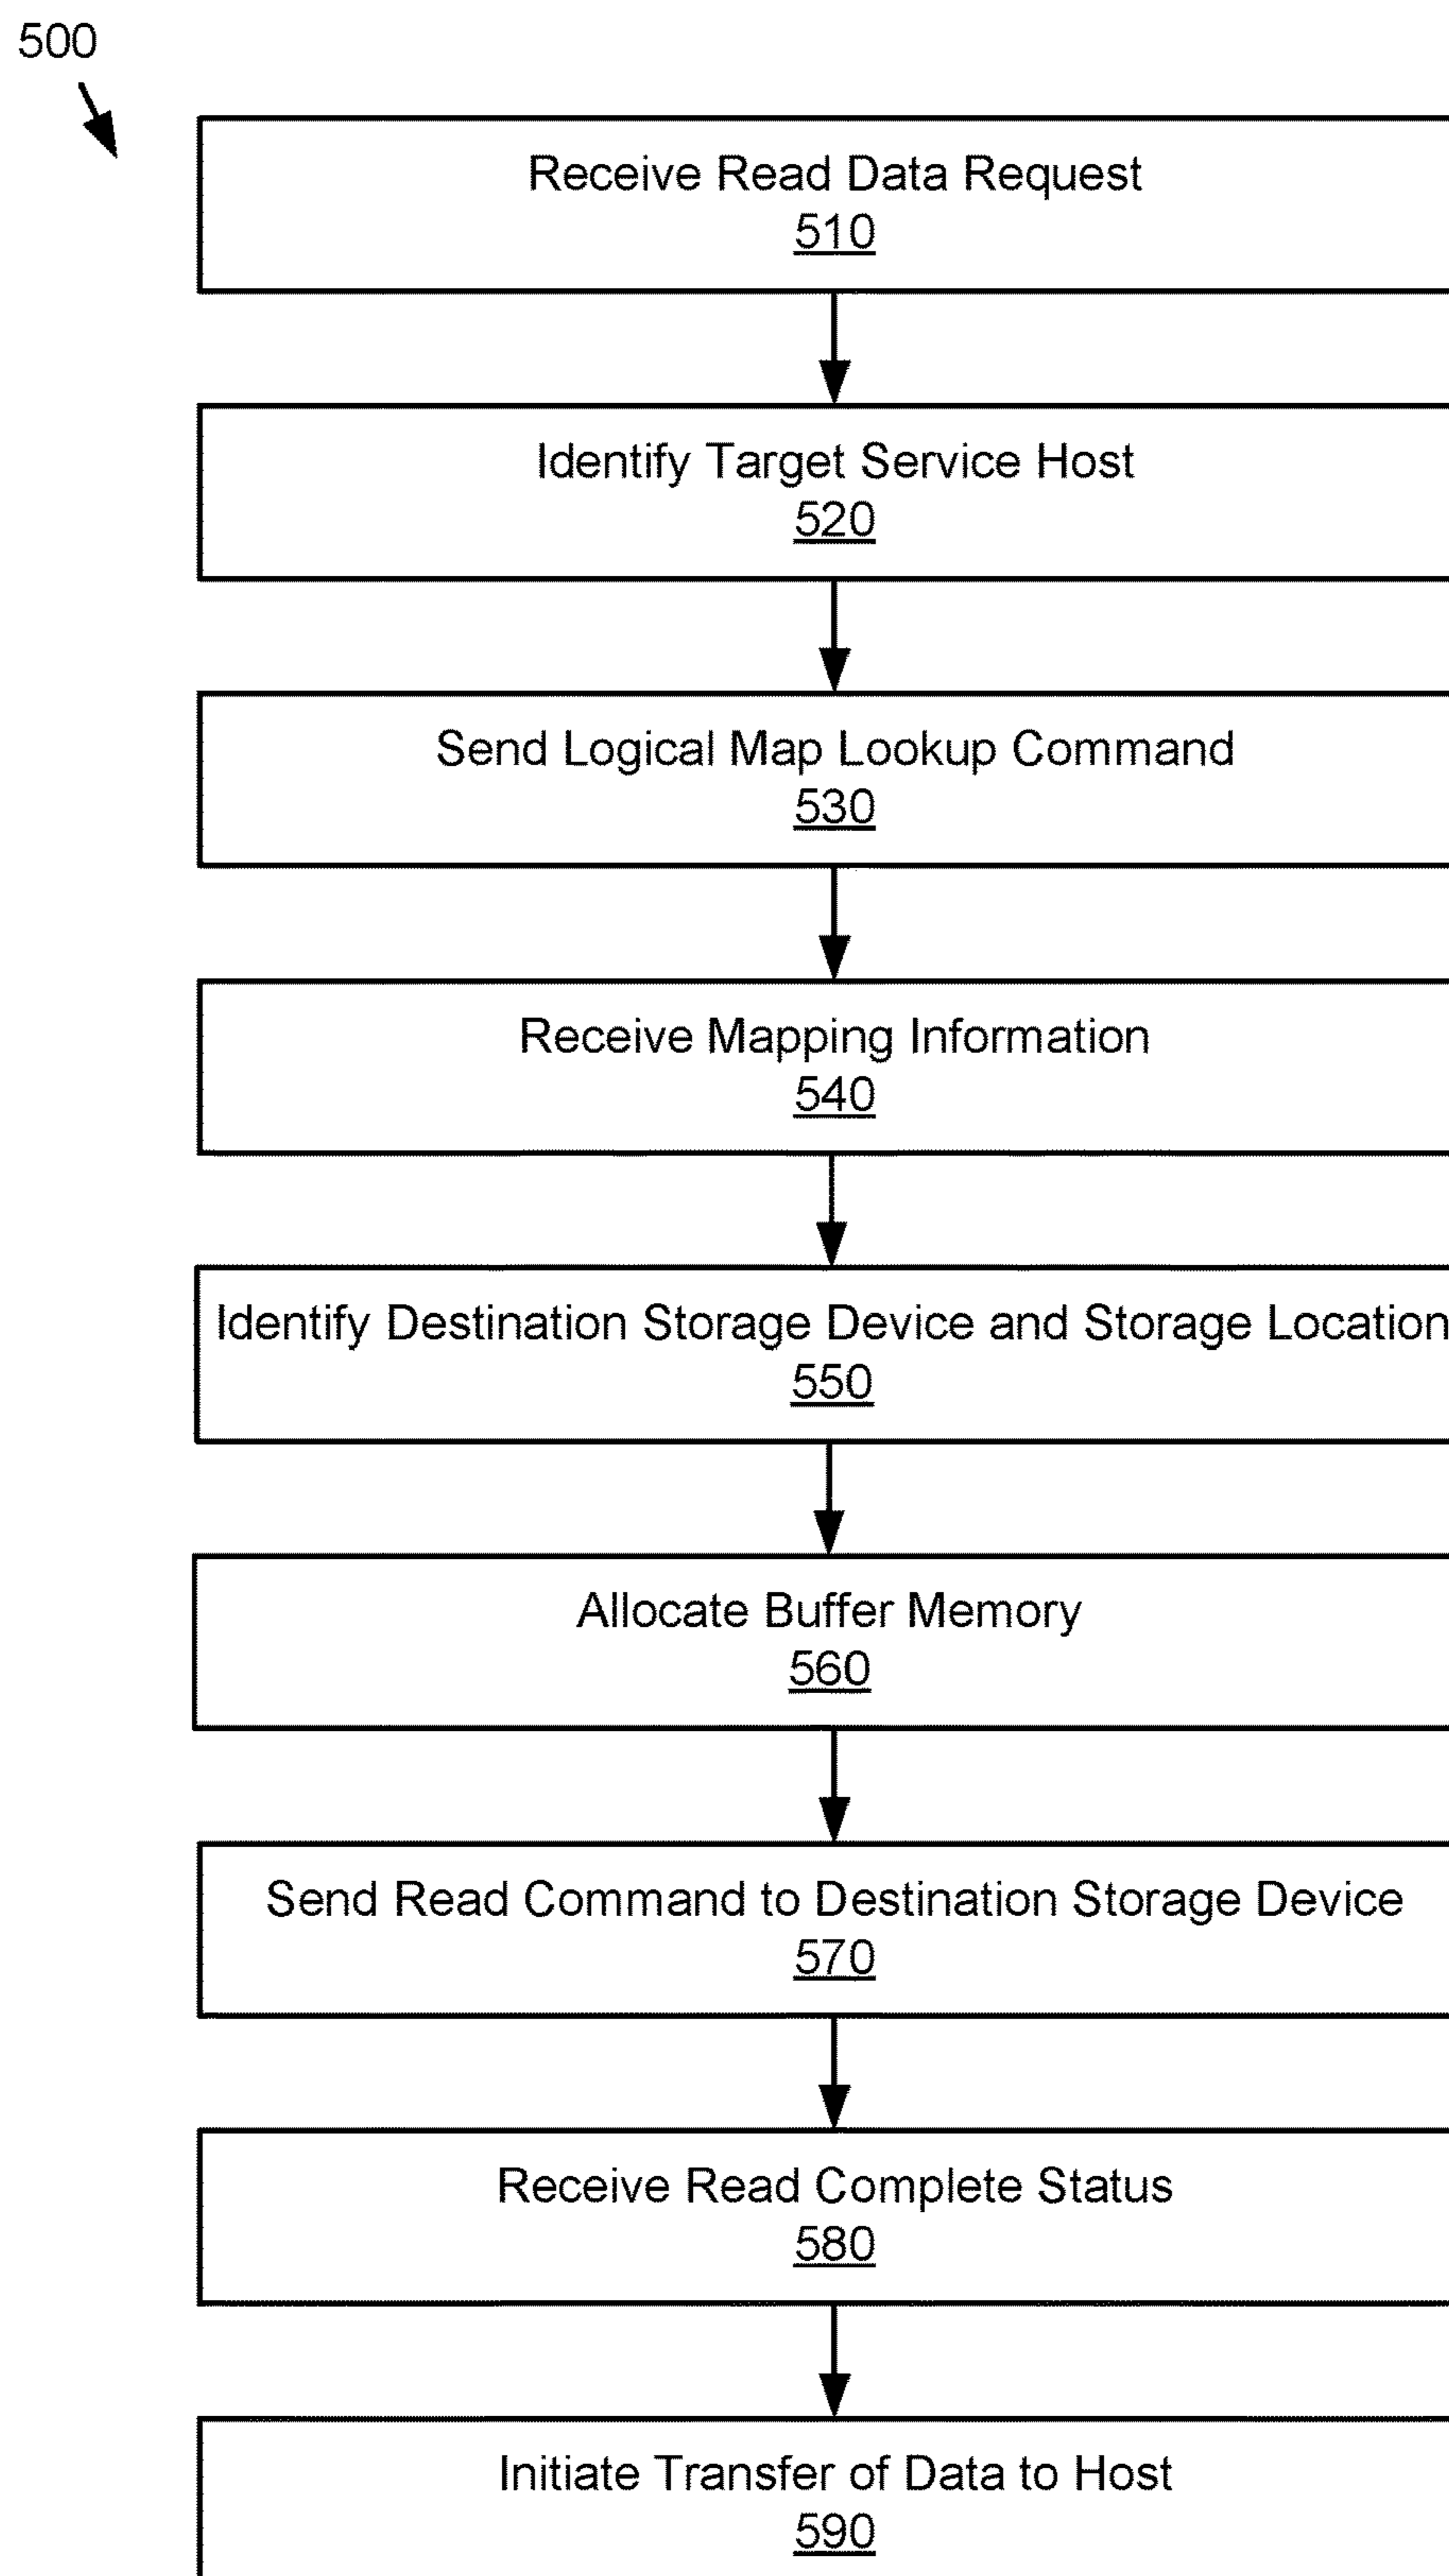 500
Receive Read Data Request
510
Identify Target Service Host
520
Send Logical Map Lookup Command
530
Receive Mapping Information
540
Identify Destination Storage Device and Storage Location
550
Allocate Buffer Memory
560
Send Read Command to Destination Storage Device
570
Receive Read Complete Status
580
Initiate Transfer of Data to Host
590